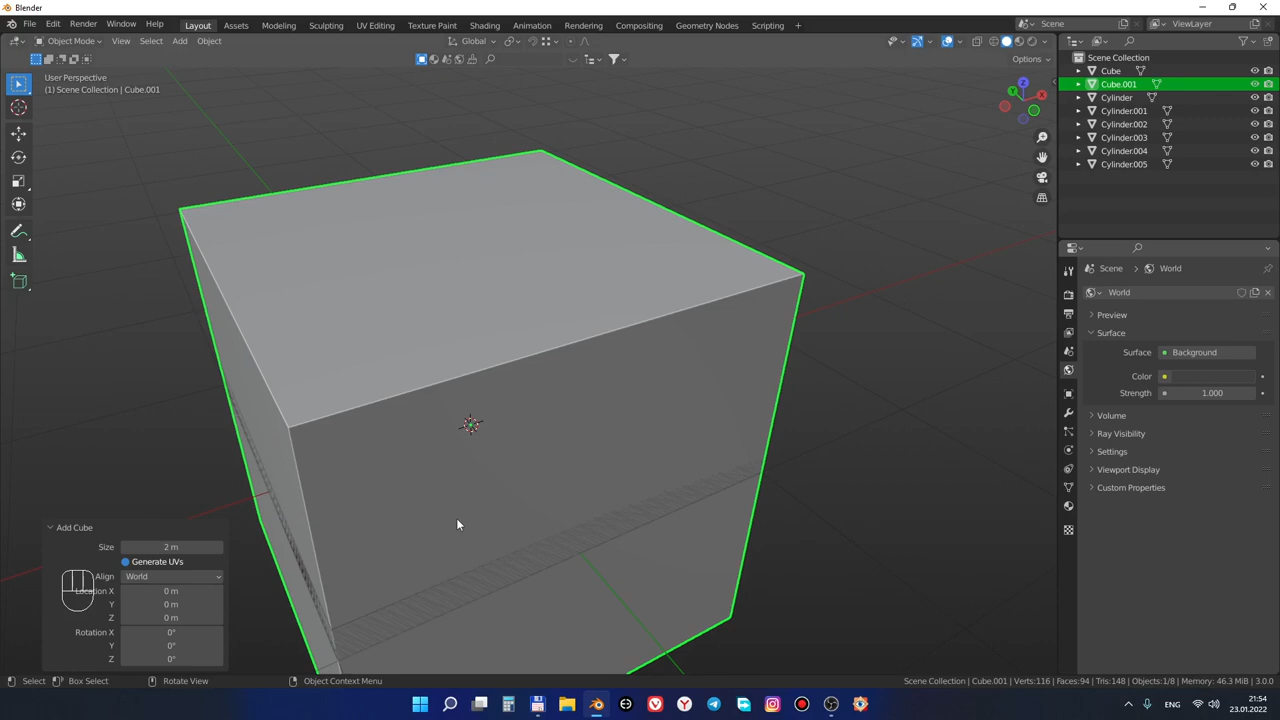 Blender
File Edit Render Window Help Layout Assets Modeling Sculpting UV Editing Texture Paint Shading Animation Rendering Compositing Geometry Nodes Scripting + Scene ViewLayer
Object Mode View Select Add Object Global
Options
User Perspective
(1) Scene Collection | Cube.001
Z
X
Y
Scene Collection
Cube
Cube.001
Cylinder
Cylinder.001
Cylinder.002
Cylinder.003
Cylinder.004
Cylinder.005
Scene World
World
Preview
Surface
Surface Background
Color
Strength 1.000
Volume
Ray Visibility
Settings
Viewport Display
Custom Properties
Add Cube
Size 2 m
Generate UVs
Align World
Location X 0 m
Y 0 m
Z 0 m
Rotation X 0°
Y 0°
Z 0°
Select Box Select Rotate View Object Context Menu
Scene Collection | Cube.001 | Verts:116 | Faces:94 | Tris:148 | Objects:1/8 | Memory: 46.3 MiB | 3.0.0
ENG
21:54
23.01.2022